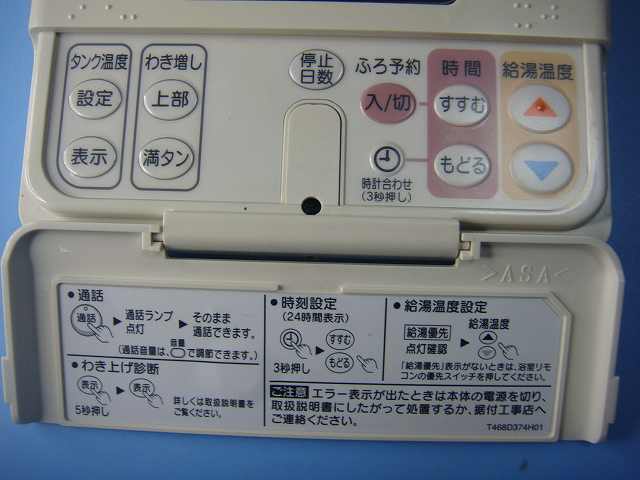 タンク温度
設定
表示
わき増し
上部
満タン
停止
日数
ふろ予約
入/切
時計合わせ
(3秒押し)
時間
すすむ
もどる
給湯温度
>ASA<
●通話
通話
▶
通話ランプ
点灯
▶
そのまま
通話できます。
(通話音量は、音量 で調節できます。)
●わき上げ診断
表示
▶
表示
5秒押し
詳しくは取扱説明書を
ご覧ください。
●時刻設定
(24時間表示)
▶
すすむ
もどる
3秒押し
●給湯温度設定
給湯優先
点灯確認
▶
給湯温度
「給湯優先」表示がないときは、浴室リモ
コンの優先スイッチを押してください。
ご注意 エラー表示が出たときは本体の電源を切り、
取扱説明書にしたがって処置するか、据付工事店へ
ご連絡ください。
T468D374H01